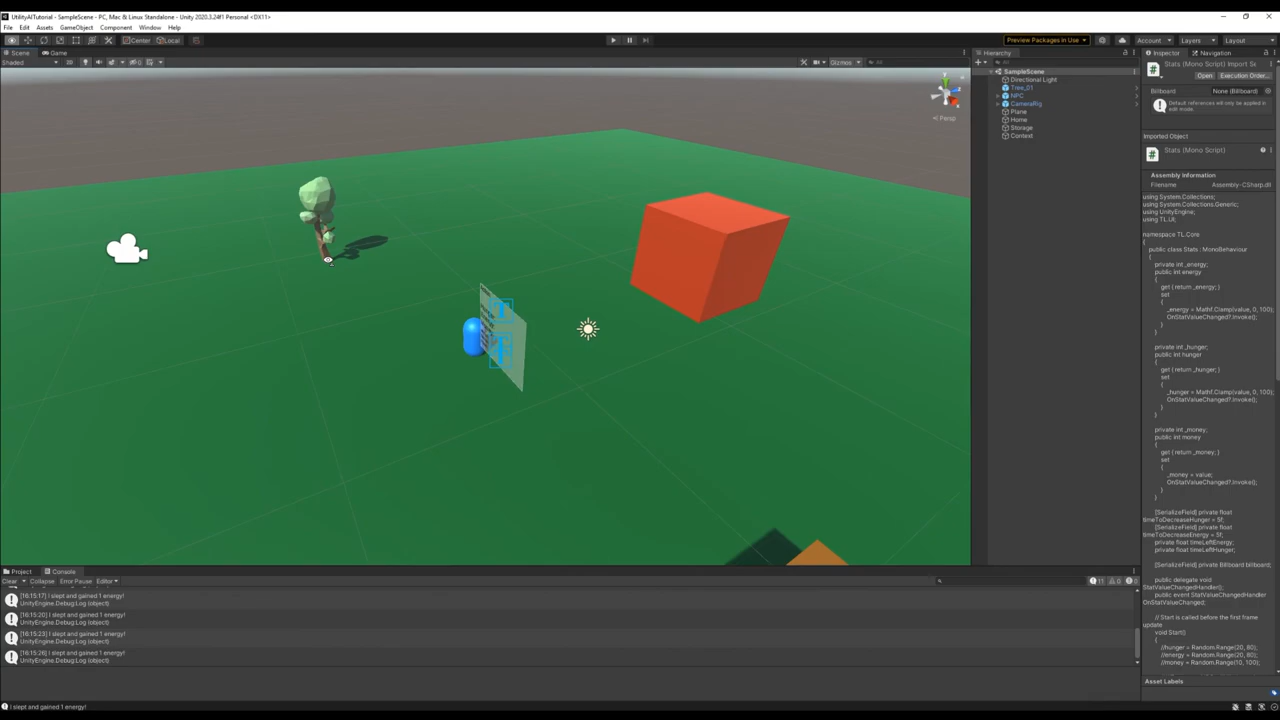 UtilityAITutorial - SampleScene - PC, Mac & Linux Standalone - Unity 2020.3.24f1 Personal <DX11>
File Edit Assets GameObject Component Window Help
Center Local
Preview Packages in Use
Account Layers Layout
Scene Game
Shaded 2D
Gizmos All
Persp
Hierarchy
All
SampleScene
Directional Light
Tree_01
NPC
CameraRig
Plane
Home
Storage
Context
Inspector Navigation
Stats (Mono Script) Import Se
Open Execution Order...
Billboard None (Billboard)
Default references will only be applied in
edit mode.
Imported Object
Stats (Mono Script)
Assembly Information
Filename Assembly-CSharp.dll
using System.Collections;
using System.Collections.Generic;
using UnityEngine;
using TL.UI;
namespace TL.Core
{
public class Stats : MonoBehaviour
{
private int _energy;
public int energy
{
get { return _energy; }
set
{
_energy = Mathf.Clamp(value, 0, 100);
OnStatValueChanged?.Invoke();
}
}
private int _hunger;
public int hunger
{
get { return _hunger; }
set
{
_hunger = Mathf.Clamp(value, 0, 100);
OnStatValueChanged?.Invoke();
}
}
private int _money;
public int money
{
get { return _money; }
set
{
_money = value;
OnStatValueChanged?.Invoke();
}
}
[SerializeField] private float
timeToDecreaseHunger = 5f;
[SerializeField] private float
timeToDecreaseEnergy = 5f;
private float timeLeftEnergy;
private float timeLeftHunger;
[SerializeField] private Billboard billboard;
public delegate void
StatValueChangedHandler();
public event StatValueChangedHandler
OnStatValueChanged;
// Start is called before the first frame
update
void Start()
{
//hunger = Random.Range(20, 80);
//energy = Random.Range(20, 80);
//money = Random.Range(10, 100);
Asset Labels
Project Console
Clear Collapse Error Pause Editor
11 0 0
UnityEngine.Debug:Log (object)
[16:15:17] I slept and gained 1 energy!
UnityEngine.Debug:Log (object)
[16:15:20] I slept and gained 1 energy!
UnityEngine.Debug:Log (object)
[16:15:23] I slept and gained 1 energy!
UnityEngine.Debug:Log (object)
[16:15:26] I slept and gained 1 energy!
UnityEngine.Debug:Log (object)
I slept and gained 1 energy!